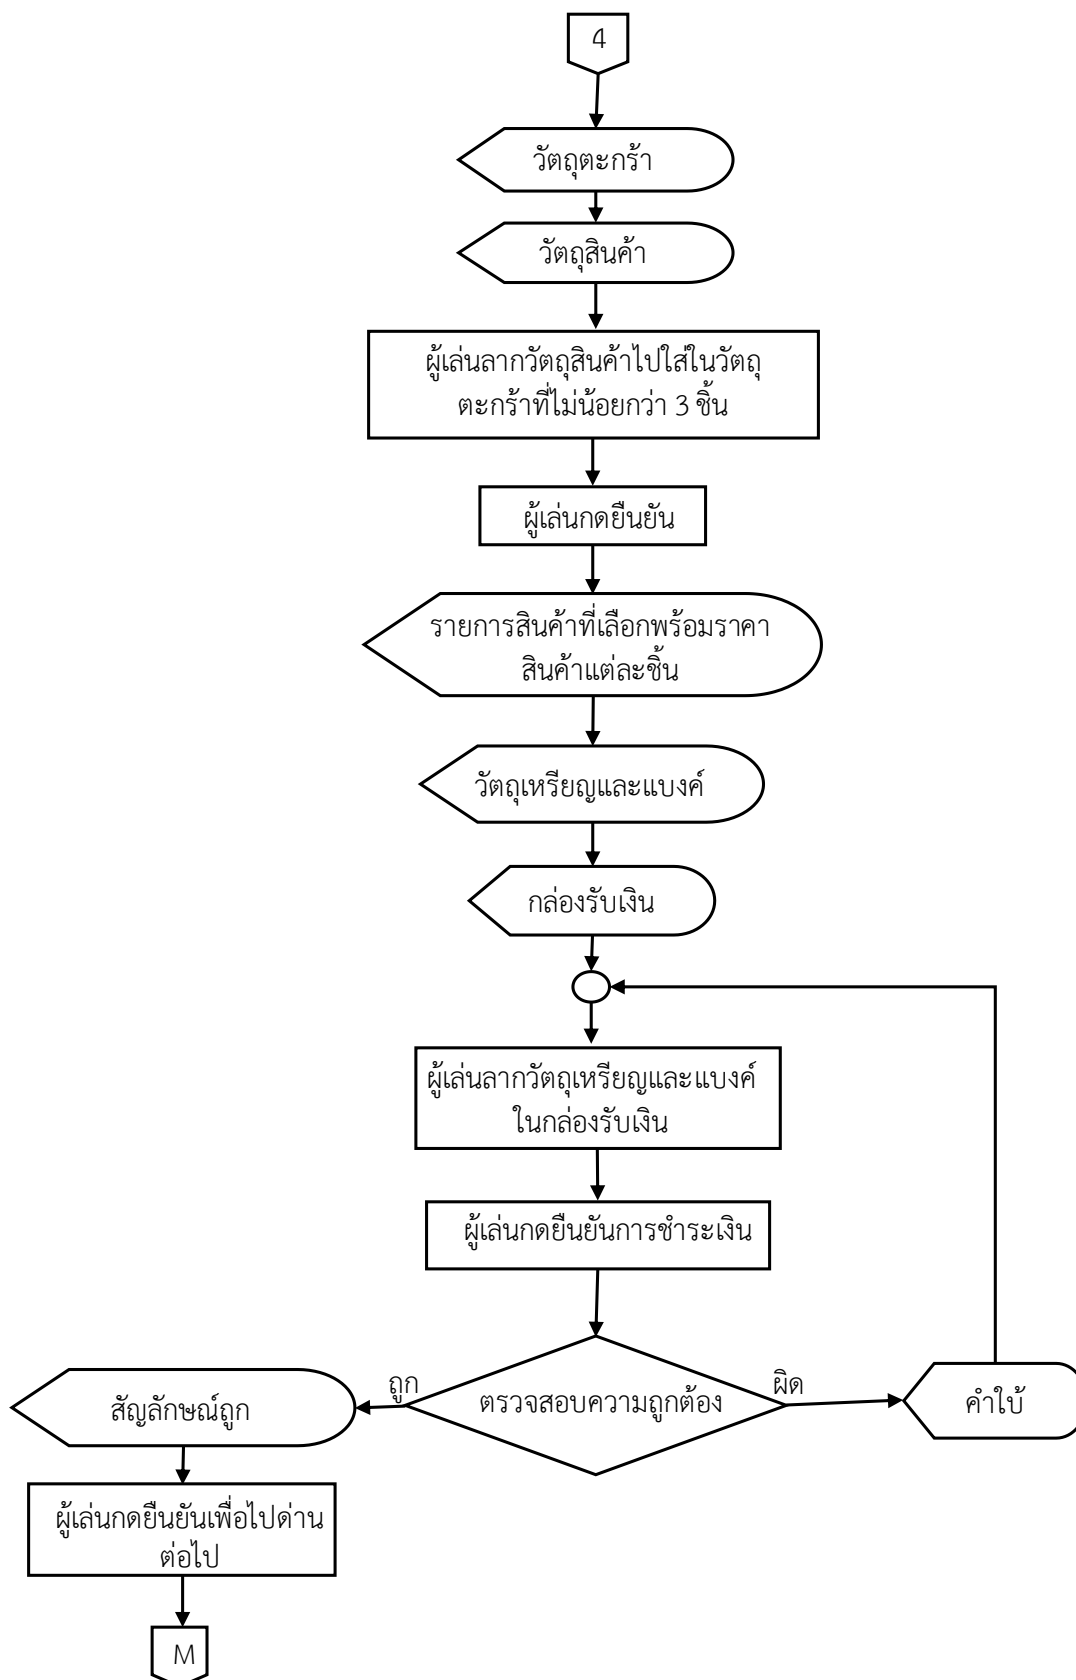 4
วัตถุตะกร้า
วัตถุสินค้า
ผู้เล่นลากวัตถุสินค้าไปใส่ในวัตถุ
ตะกร้าที่ไม่น้อยกว่า 3 ชิ้น
ผู้เล่นกดยืนยัน
รายการสินค้าที่เลือกพร้อมราคา
สินค้าแต่ละชิ้น
วัตถุเหรียญและแบงค์
กล่องรับเงิน
ผู้เล่นลากวัตถุเหรียญและแบงค์
ในกล่องรับเงิน
ผู้เล่นกดยืนยันการชำระเงิน
สัญลักษณ์ถูก
ถูก
ตรวจสอบความถูกต้อง
ผิด
คำใบ้
ผู้เล่นกดยืนยันเพื่อไปด่าน
ต่อไป
M